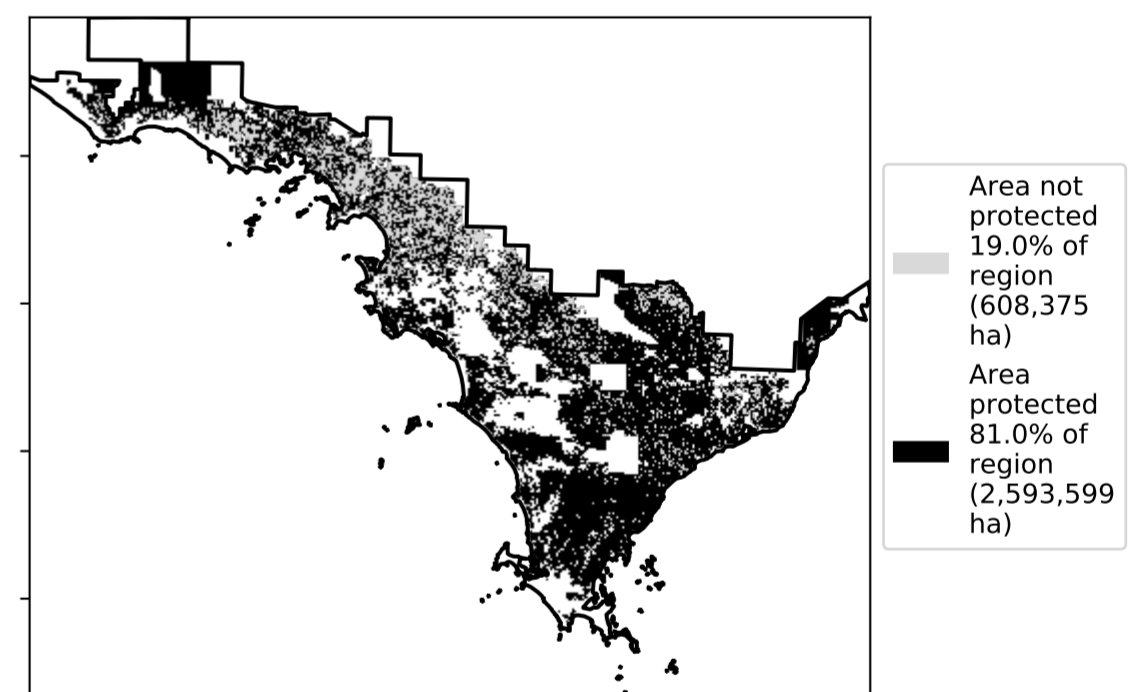 Area not
protected
19.0% of
region
(608,375
ha)
Area
protected
81.0% of
region
(2,593,599
ha)